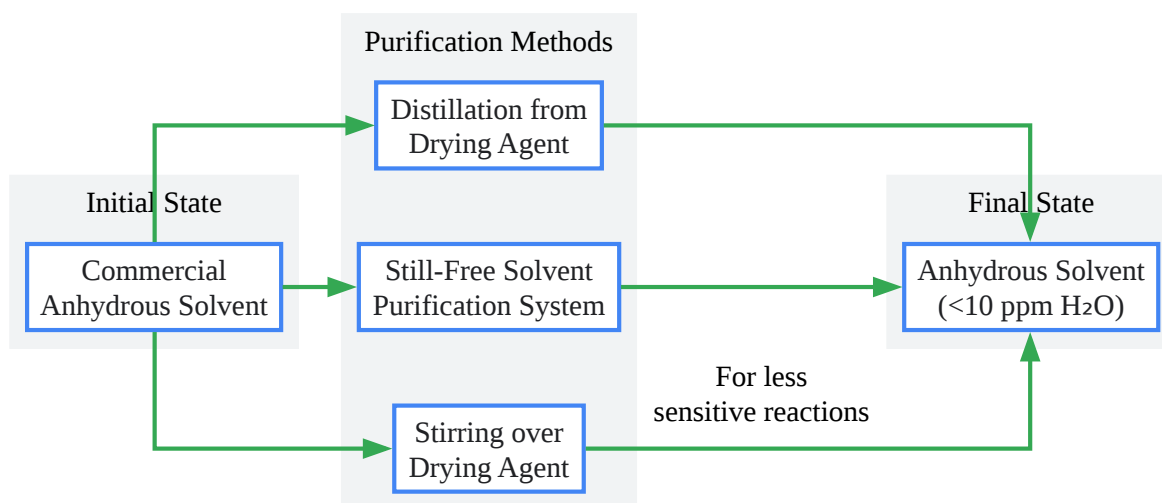 Purification Methods
Distillation from
Drying Agent
Initial State
Commercial
Anhydrous Solvent
Still-Free Solvent
Purification System
Final State
Anhydrous Solvent
(<10 ppm H₂O)
For less
sensitive reactions
Stirring over
Drying Agent